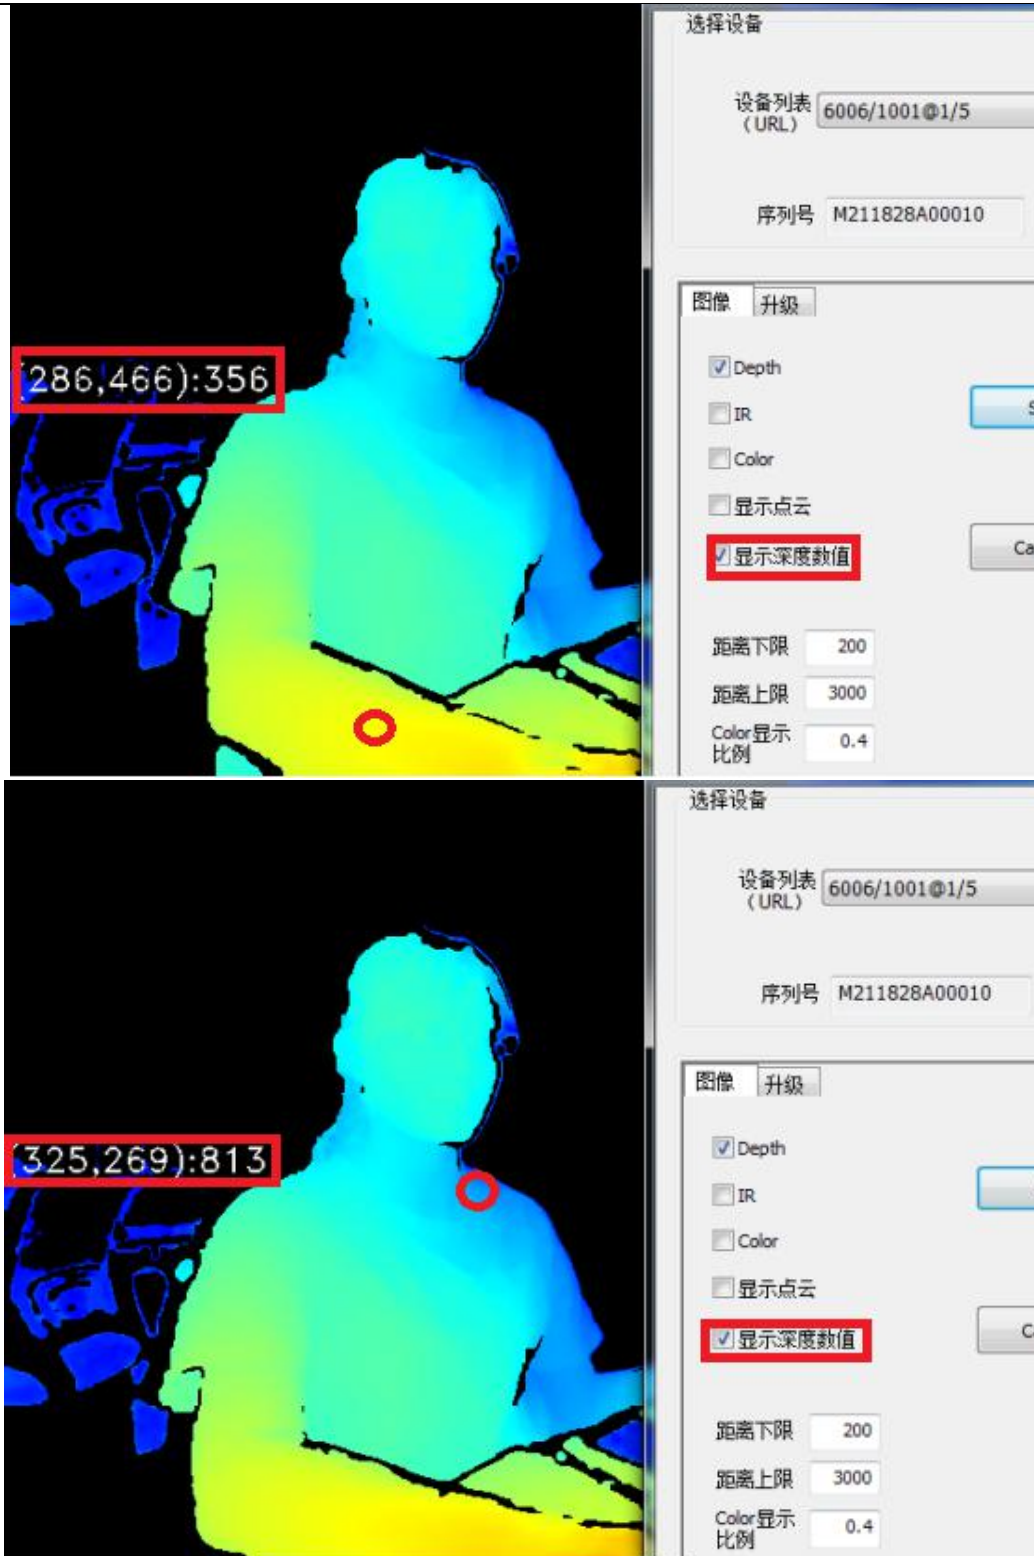 选择设备
设备列表
(URL)
6006/1001@1/5
序列号
M211828A00010
图像
升级
(286,466):356
Depth
IR
Color
显示点云
显示深度数值
距离下限
200
距离上限
3000
Color显示
比例
0.4
选择设备
设备列表
(URL)
6006/1001@1/5
序列号
M211828A00010
图像
升级
(325,269):813
Depth
IR
Color
显示点云
显示深度数值
距离下限
200
距离上限
3000
Color显示
比例
0.4